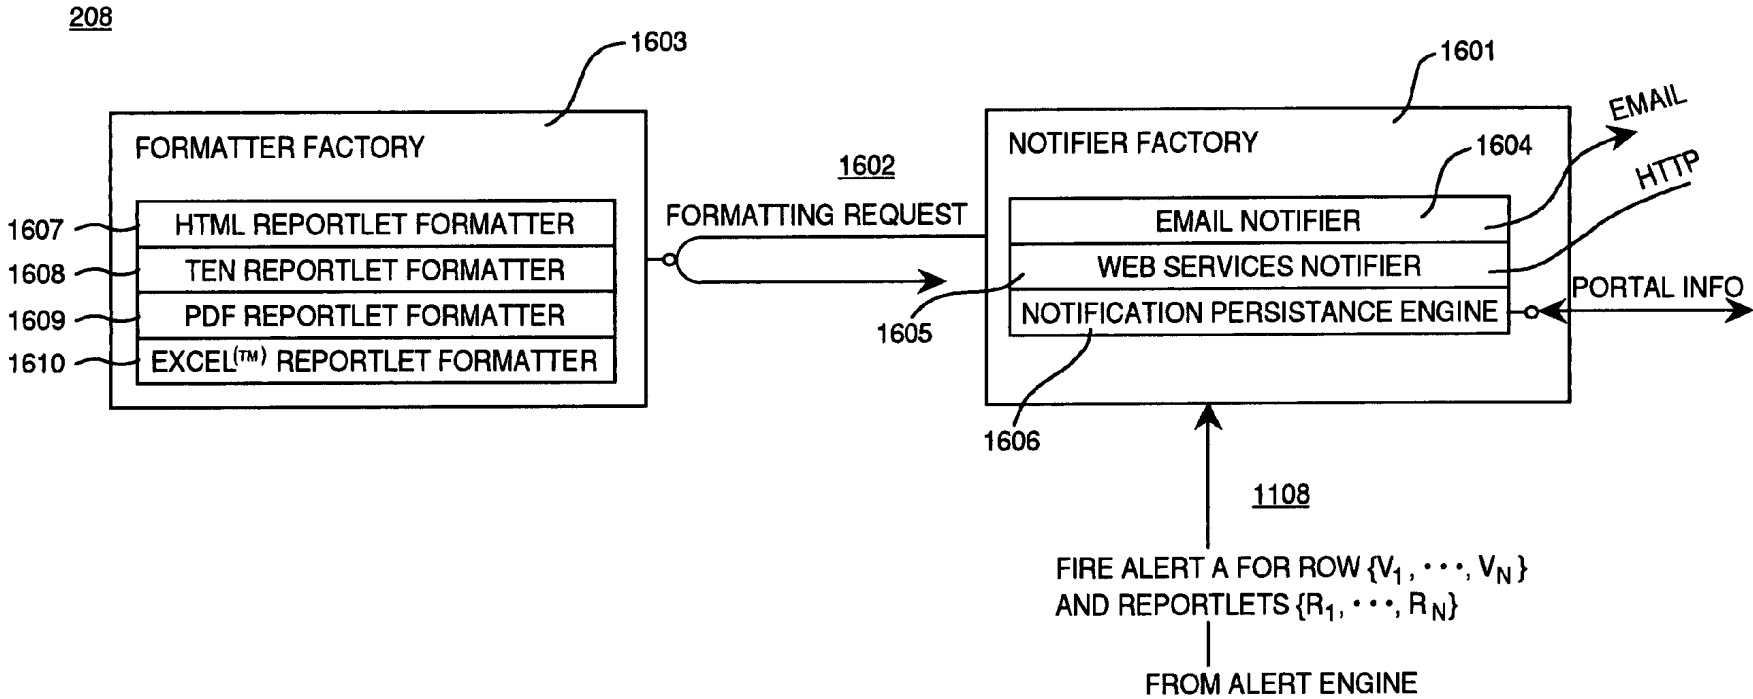 208
1603
1601
EMAIL
FORMATTER FACTORY
NOTIFIER FACTORY
1604
1602
HTTP
1607
HTML REPORTLET FORMATTER
FORMATTING REQUEST
EMAIL NOTIFIER
1608
TEN REPORTLET FORMATTER
WEB SERVICES NOTIFIER
PORTAL INFO
1609
PDF REPORTLET FORMATTER
1605
NOTIFICATION PERSISTANCE ENGINE
1610
EXCEL(TM) REPORTLET FORMATTER
1606
1108
FIRE ALERT A FOR ROW {V1, ···, VN}
AND REPORTLETS {R1, ···, RN}
FROM ALERT ENGINE